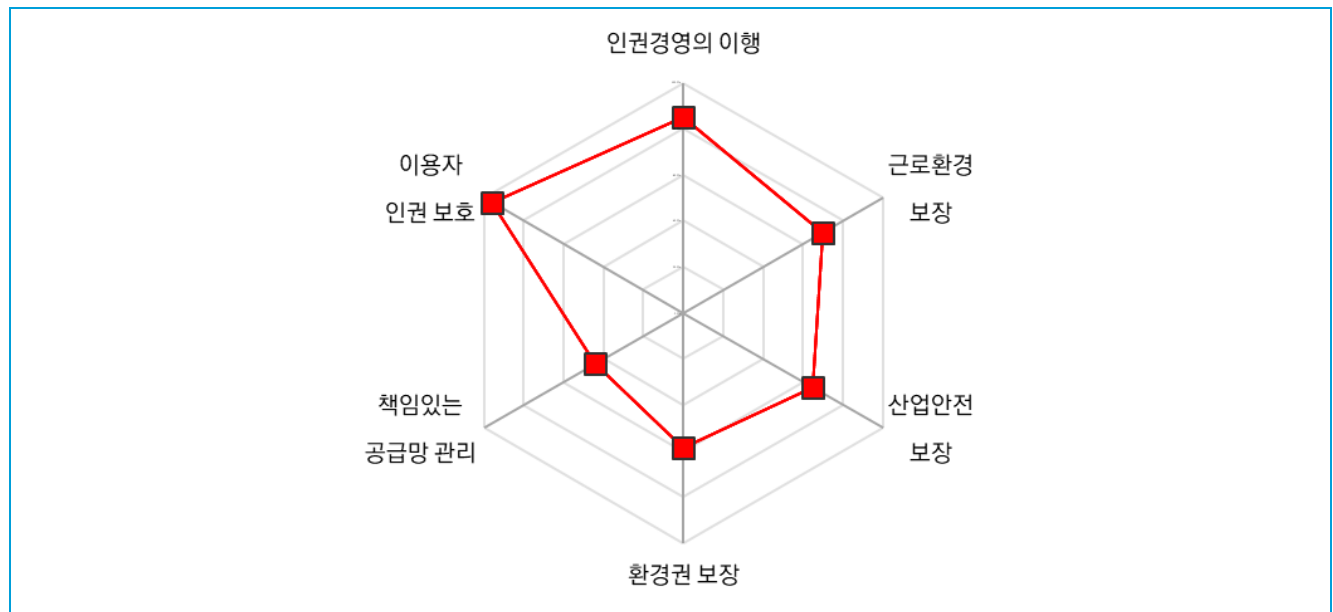 인권경영의 이행
이용자
인권 보호
근로환경
보장
책임있는
공급망 관리
산업안전
보장
환경권 보장